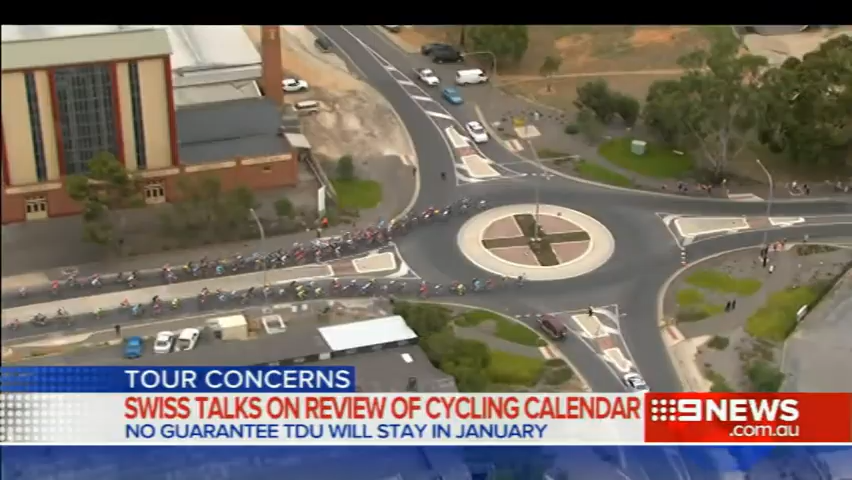 TOUR CONCERNS
SWISS TALKS ON REVIEW OF CYCLING CALENDAR
NO GUARANTEE TDU WILL STAY IN JANUARY
9NEWS
.com.au